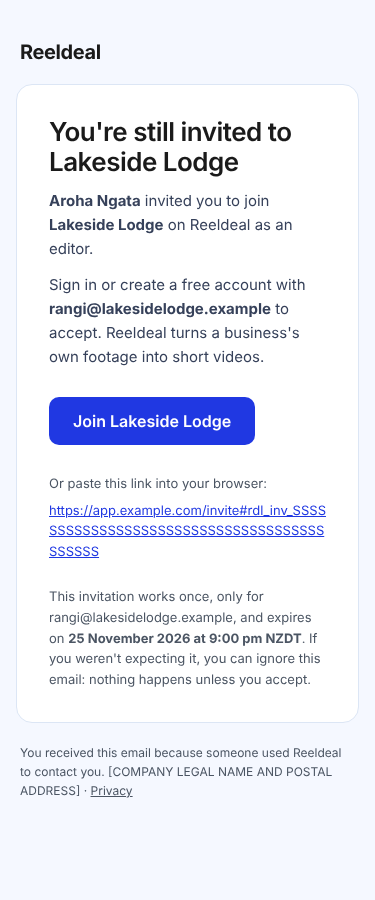 Reeldeal
You're still invited to
Lakeside Lodge
Aroha Ngata invited you to join
Lakeside Lodge on Reeldeal as an
editor.
Sign in or create a free account with
rangi@lakesidelodge.example to
accept. Reeldeal turns a business's
own footage into short videos.
Join Lakeside Lodge
Or paste this link into your browser:
https://app.example.com/invite#rdl_inv_SSSS
SSSSSSSSSSSSSSSSSSSSSSSSSSSSSSSSS
SSSSSS
This invitation works once, only for
rangi@lakesidelodge.example, and expires
on 25 November 2026 at 9:00 pm NZDT. If
you weren't expecting it, you can ignore this
email: nothing happens unless you accept.
You received this email because someone used Reeldeal
to contact you. [COMPANY LEGAL NAME AND POSTAL
ADDRESS] · Privacy